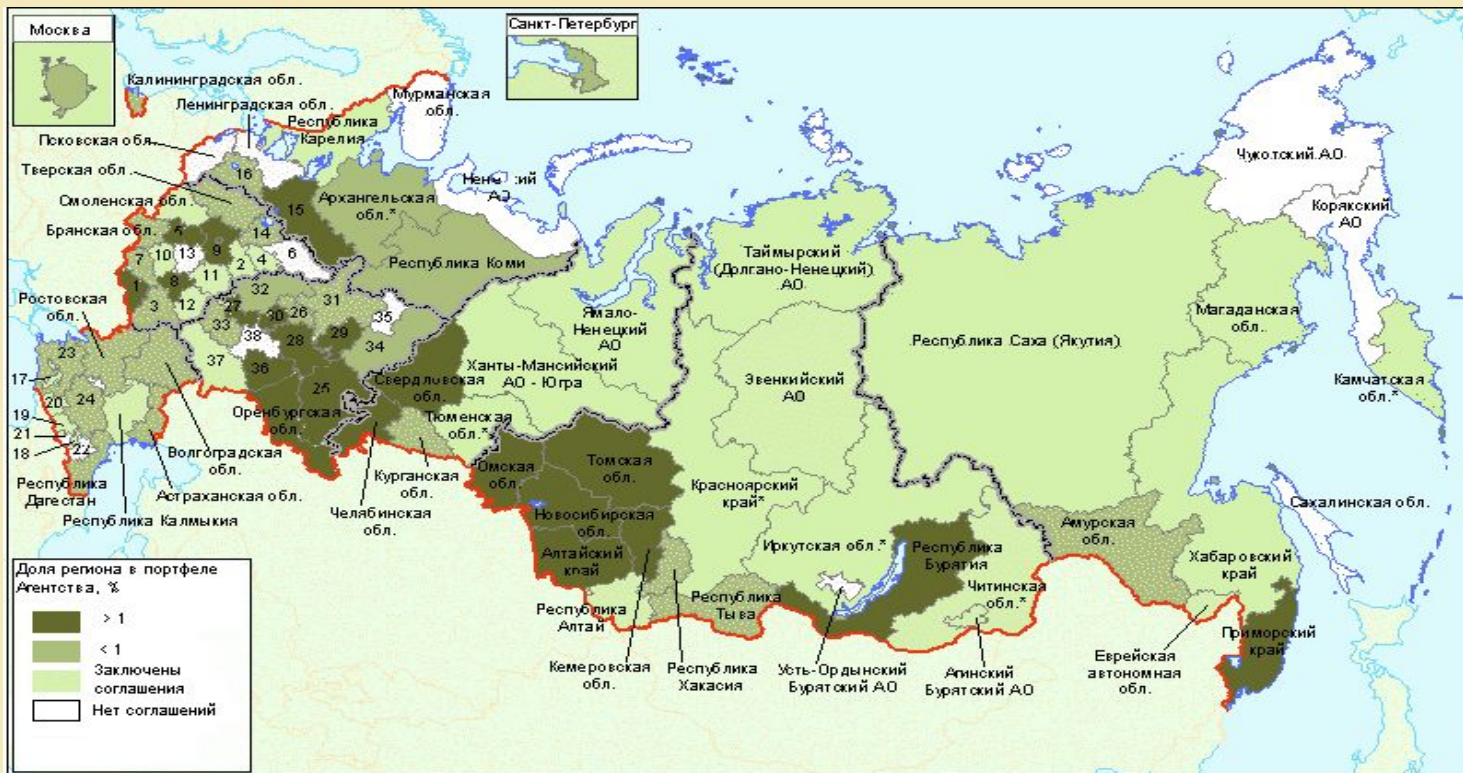 Москва
Санкт-Петербург
Калининградская обл.
Ленинградская обл.
Мурманская
обл.
Республика
Карелия
Псковская обл.
Тверская обл.
Смоленская обл.
Брянская обл.
Архангельская
обл.*
Республика Коми
АО
Чукотский АО
Корякский
АО
Таймырский
(Долгано-Ненецкий)
АО
Ямало-
Ненецкий
АО
Ханты-Мансийский
АО - Югра
Эвенкийский
АО
Республика Саха (Якутия)
Магаданская
обл.
Камчатская
обл.*
Ростовская
обл.
16
15
14
5
9
6
7
10
13
2
4
1
8
11
3
12
32
31
27
30
26
33
38
28
29
35
34
37
36
25
23
17
20
24
19
21
18
22
Свердловская
обл.
Оренбургская
обл.
Тюменская
обл.*
Волгоградская
обл.
Курганская
обл.
Республика
Дагестан
Астраханская обл.
Республика Калмыкия
Челябинская
обл.
Омская
обл.
Томская
обл.
Новосибирская
обл.
Алтайский
край
Красноярский
край*
Иркутская обл.*
Республика
Бурятия
Читинская
обл.*
Амурская
обл.
Хабаровский
край
Сахалинская обл.
Приморский
край
Республика
Алтай
Республика
Тыва
Кемеровская
обл.
Республика
Хакасия
Усть-Ордынский
Бурятский АО
Агинский
Бурятский АО
Еврейская
автономная
обл.
Доля региона в портфеле
Агентства, %
> 1
< 1
Заключены
соглашения
Нет соглашений